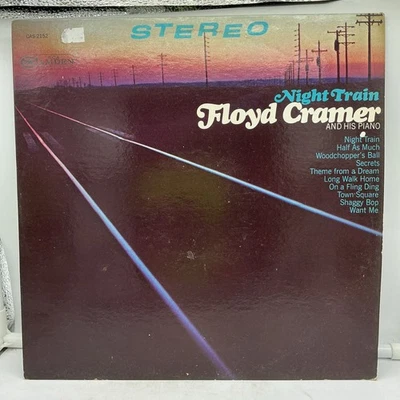 STEREO
Night Train
Floyd Cramer
AND HIS PIANO
Night Train
Half As Much
Woodchopper's Ball
Secrets
Theme from a Dream
Long Walk Home
On a Fling Ding
Town Square
Shaggy Bop
Want Me